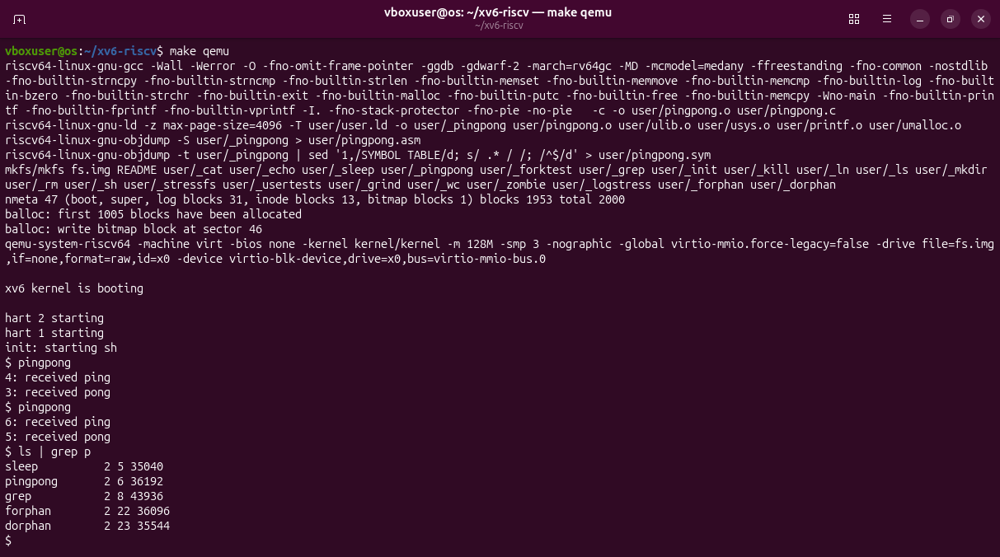 vboxuser@os: ~/xv6-riscv — make qemu
~/xv6-riscv
vboxuser@os:~/xv6-riscv$ make qemu
riscv64-linux-gnu-gcc -Wall -Werror -O -fno-omit-frame-pointer -ggdb -gdwarf-2 -march=rv64gc -MD -mcmodel=medany -ffreestanding -fno-common -nostdlib
-fno-builtin-strncpy -fno-builtin-strncmp -fno-builtin-strlen -fno-builtin-memset -fno-builtin-memmove -fno-builtin-memcmp -fno-builtin-log -fno-built
in-bzero -fno-builtin-strchr -fno-builtin-exit -fno-builtin-malloc -fno-builtin-putc -fno-builtin-free -fno-builtin-memcpy -Wno-main -fno-builtin-prin
tf -fno-builtin-fprintf -fno-builtin-vprintf -I. -fno-stack-protector -fno-pie -no-pie   -c -o user/pingpong.o user/pingpong.c
riscv64-linux-gnu-ld -z max-page-size=4096 -T user/user.ld -o user/_pingpong user/pingpong.o user/ulib.o user/usys.o user/printf.o user/umalloc.o
riscv64-linux-gnu-objdump -S user/_pingpong > user/pingpong.asm
riscv64-linux-gnu-objdump -t user/_pingpong | sed '1,/SYMBOL TABLE/d; s/ .* / /; /^$/d' > user/pingpong.sym
mkfs/mkfs fs.img README user/_cat user/_echo user/_sleep user/_pingpong user/_forktest user/_grep user/_init user/_kill user/_ln user/_ls user/_mkdir
user/_rm user/_sh user/_stressfs user/_usertests user/_grind user/_wc user/_zombie user/_logstress user/_forphan user/_dorphan
nmeta 47 (boot, super, log blocks 31, inode blocks 13, bitmap blocks 1) blocks 1953 total 2000
balloc: first 1005 blocks have been allocated
balloc: write bitmap block at sector 46
qemu-system-riscv64 -machine virt -bios none -kernel kernel/kernel -m 128M -smp 3 -nographic -global virtio-mmio.force-legacy=false -drive file=fs.img
,if=none,format=raw,id=x0 -device virtio-blk-device,drive=x0,bus=virtio-mmio-bus.0

xv6 kernel is booting

hart 2 starting
hart 1 starting
init: starting sh
$ pingpong
4: received ping
3: received pong
$ pingpong
6: received ping
5: received pong
$ ls | grep p
sleep          2 5 35040
pingpong       2 6 36192
grep           2 8 43936
forphan        2 22 36096
dorphan        2 23 35544
$